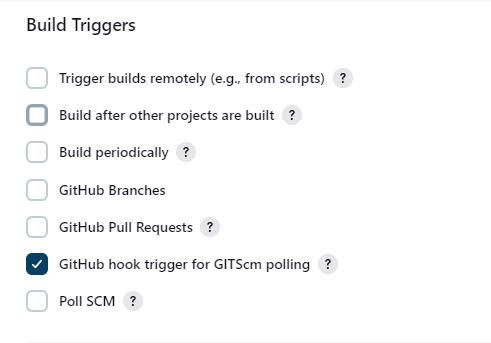 Build Triggers
Trigger builds remotely (e.g., from scripts) ?
Build after other projects are built ?
Build periodically ?
GitHub Branches
GitHub Pull Requests ?
GitHub hook trigger for GITScm polling ?
Poll SCM ?